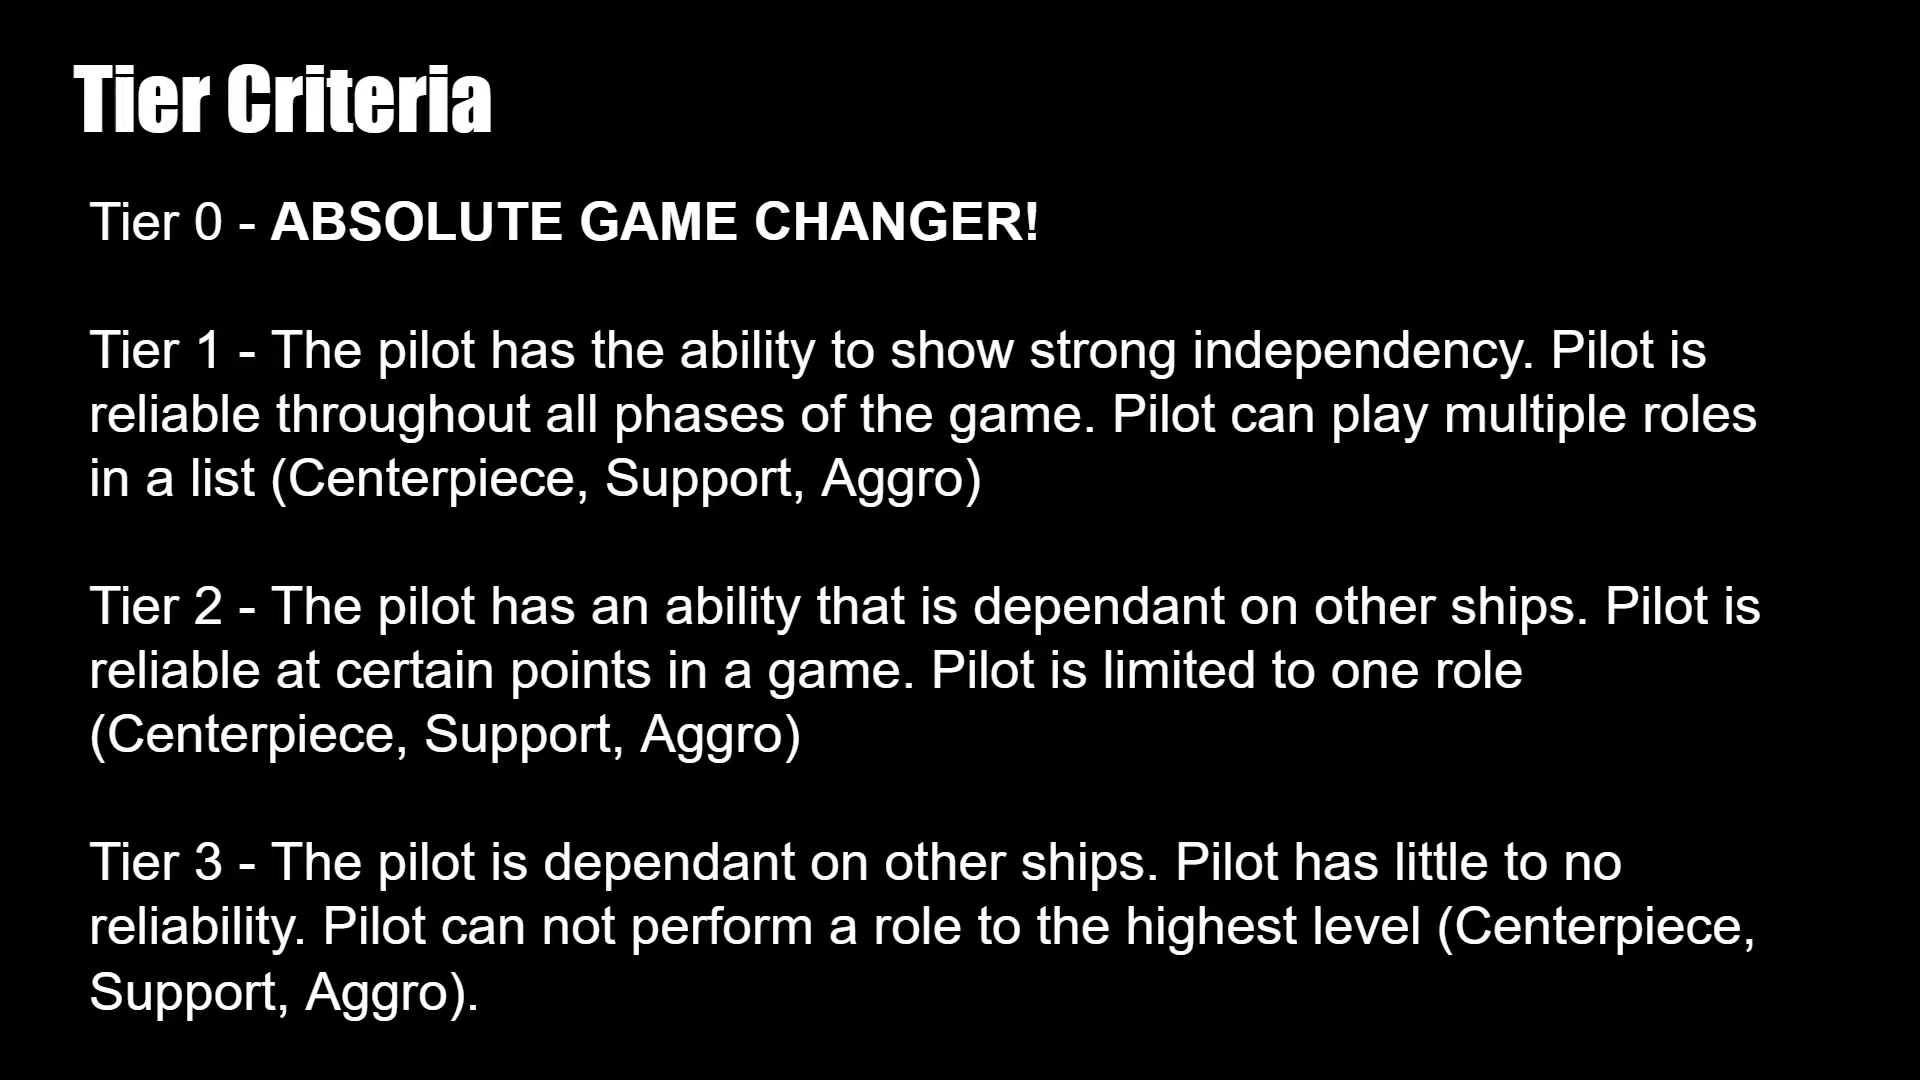 Tier Criteria
Tier 0 - ABSOLUTE GAME CHANGER!
Tier 1 - The pilot has the ability to show strong independency. Pilot is
reliable throughout all phases of the game. Pilot can play multiple roles
in a list (Centerpiece, Support, Aggro)
Tier 2 - The pilot has an ability that is dependant on other ships. Pilot is
reliable at certain points in a game. Pilot is limited to one role
(Centerpiece, Support, Aggro)
Tier 3 - The pilot is dependant on other ships. Pilot has little to no
reliability. Pilot can not perform a role to the highest level (Centerpiece,
Support, Aggro).